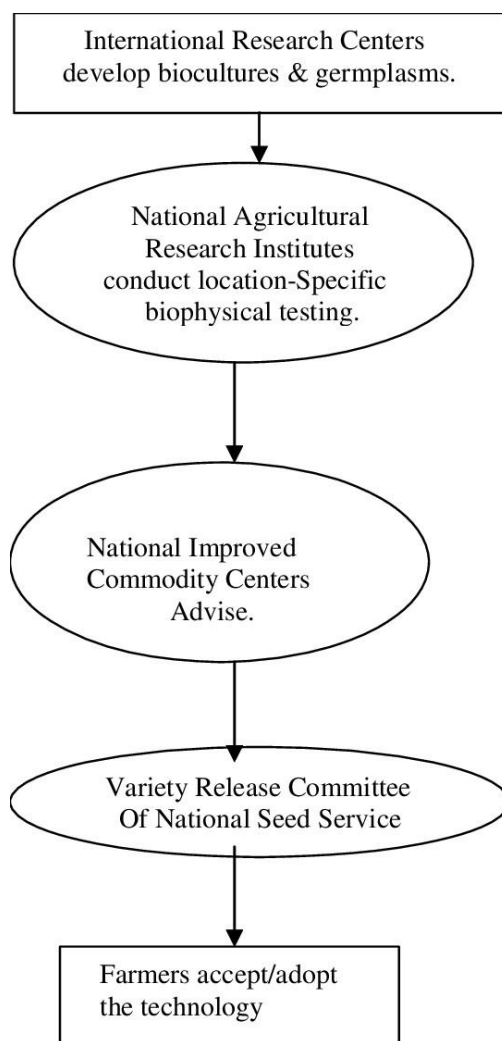 International Research Centers
develop biocultures & germplasms.
National Agricultural
Research Institutes
conduct location-Specific
biophysical testing.
National Improved
Commodity Centers
Advise.
Variety Release Committee
Of National Seed Service
Farmers accept/adopt
the technology